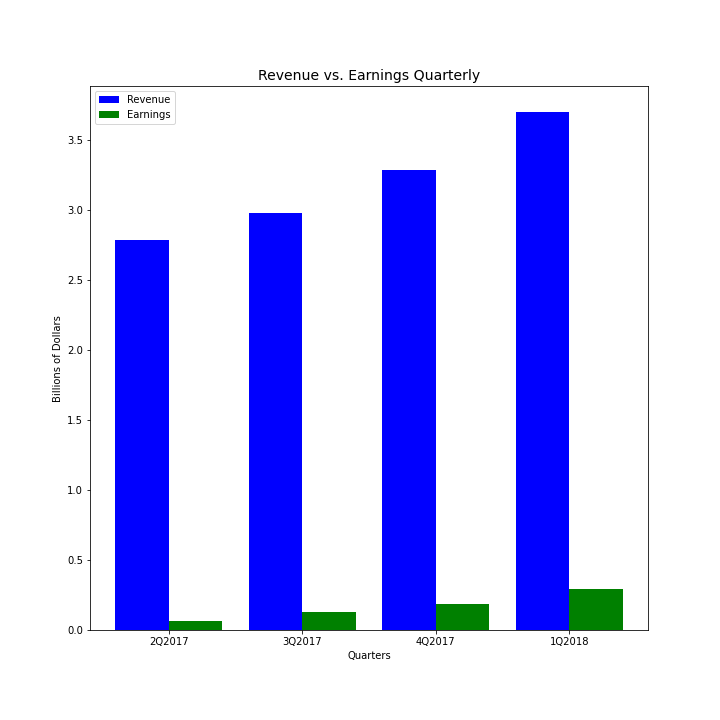 Revenue vs. Earnings Quarterly
Revenue
Earnings
3.5
3.0
2.5
2.0
1.5
1.0
0.5
0.0
Billions of Dollars
2Q2017 3Q2017 4Q2017 1Q2018
Quarters